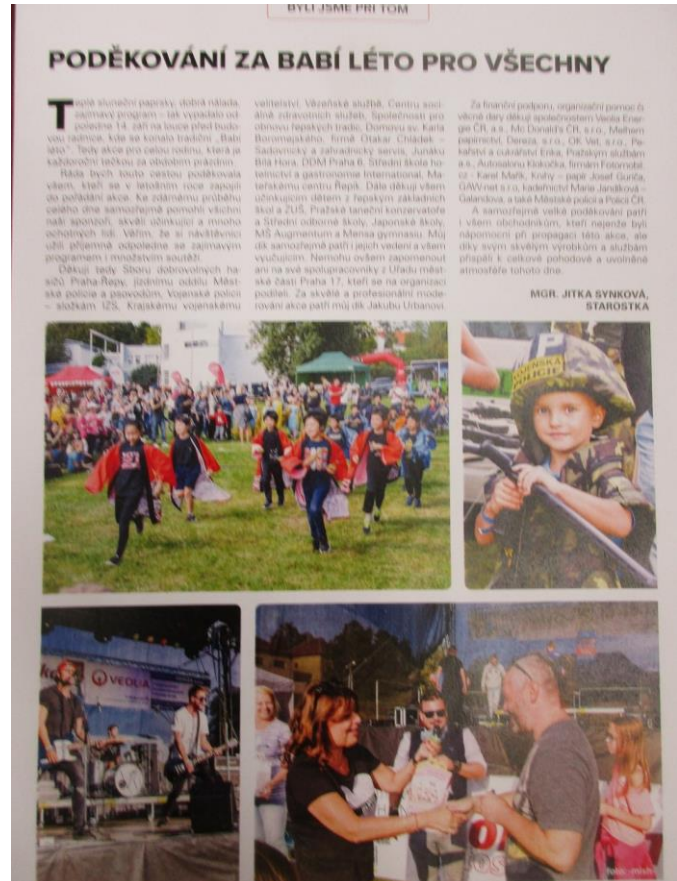 BYLI JSME PŘI TOM
PODĚKOVÁNÍ ZA BABÍ LÉTO PRO VŠECHNY
Teplé sluneční paprsky, dobrá nálada,
zajímavý program – tak vypadalo od-
poledne 14. září na louce před budo-
vou radnice, kde se konalo tradiční „Babí
léto“. Tedy akce pro celou rodinu, která je
každoroční tečkou za obdobím prázdnin.
Ráda bych touto cestou poděkovala
všem, kteří se v letošním roce zapojili
do pořádání akce. Ke zdárnému průběhu
celého dne samozřejmě pomohli všichni
naši sponzoři, skvělí účinkující a mnoho
ochotných lidí. Věřím, že si návštěvníci
užili příjemné odpoledne se zajímavým
programem i množstvím soutěží.
Děkuji tedy Sboru dobrovolných ha-
sičů Praha-Řepy, jízdnímu oddílu Měst-
ské policie a psovodům, Vojenské policii
– složkám IZS, Krajskému vojenskému
velitelství, Vězeňské službě, Centru soci-
álně zdravotních služeb, Společnosti pro
obnovu řepských tradic, Domovu sv. Karla
Boromejského, firmě Otakar Chládek –
Sadovnický a zahradnický servis, Junáku
Bílá Hora, DDM Praha 6, Střední škole ho-
telnictví a gastronomie International, Ma-
teřskému centru Řepík. Dále děkuji všem
účinkujícím dětem z řepských základních
škol a ZUŠ, Pražské taneční konzervatoře
a Střední odborné školy, Japonské školy,
MŠ Augmentum a Mensa gymnasiu. Můj
dík samozřejmě patří i jejich vedení a všem
vyučujícím. Nemohu ovšem zapomenout
ani na své spolupracovníky z Úřadu měst-
ské části Praha 17, kteří se na organizaci
podíleli. Za skvělé a profesionální mode-
rování akce patří můj dík Jakubu Urbanovi.
Za finanční podporu, organizační pomoc či
věcné dary děkuji společnostem Veolia Ener-
gie ČR, a.s., Mc Donald's ČR, s.r.o., Melhem
papírnictví, Dereza, s.r.o., OK Vet, s.r.o., Pe-
kařství a cukrářství Enka, Pražským službám
a.s., Autosalonu Klokočka, firmám Fotomobil.
cz - Karel Mařík, Knihy – papír Josef Guriča,
GAW-net s.r.o., kadeřnictví Marie Jandíková –
Galandova, a také Městské policii a Policii ČR.
A samozřejmě velká poděkování patří
i všem obchodníkům, kteří nejenže byli
nápomocni při propagaci této akce, ale
díky svým skvělým výrobkům a službám
přispěli k celkové pohodové a uvolněné
atmosféře tohoto dne.
MGR. JITKA SYNKOVÁ,
STAROSTKA
P
VOJENSKÁ
POLICIE
VEOLIA